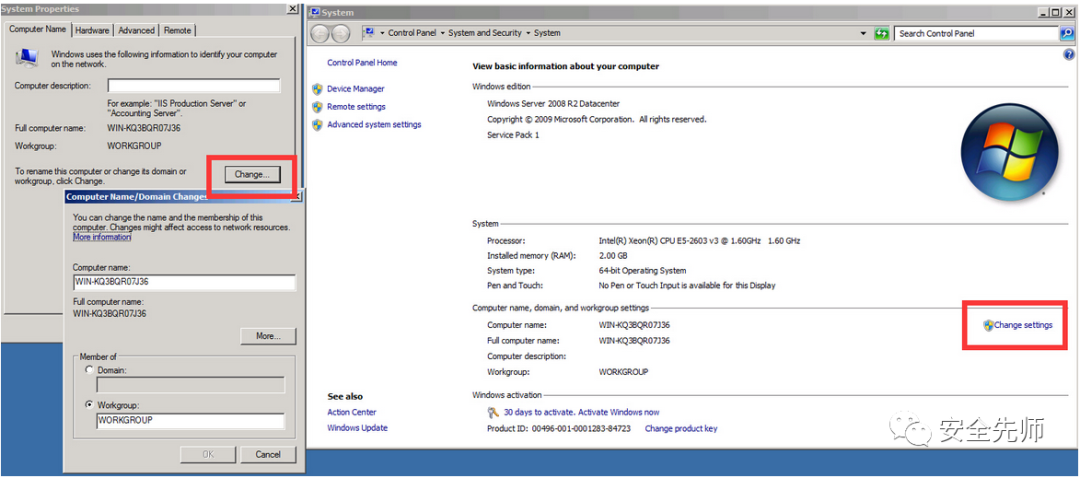 System Properties
Computer Name
Hardware
Advanced
Remote
Windows uses the following information to identify your computer
on the network.
Computer description:
For example: "IIS Production Server" or
"Accounting Server".
Full computer name:
WIN-KQ3BQR07J36
Workgroup:
WORKGROUP
To rename this computer or change its domain or
workgroup, click Change.
Change...
Computer Name/Domain Changes
You can change the name and the membership of this
computer. Changes might affect access to network resources.
More information
Computer name:
WIN-KQ3BQR07J36
Full computer name:
WIN-KQ3BQR07J36
More...
Member of
Domain:
Workgroup:
WORKGROUP
OK
Cancel
System
Control Panel
System and Security
System
Search Control Panel
Control Panel Home
Device Manager
Remote settings
Advanced system settings
See also
Action Center
Windows Update
View basic information about your computer
Windows edition
Windows Server 2008 R2 Datacenter
Copyright © 2009 Microsoft Corporation. All rights reserved.
Service Pack 1
System
Processor: Intel(R) Xeon(R) CPU E5-2603 v3 @ 1.60GHz 1.60 GHz
Installed memory (RAM): 2.00 GB
System type: 64-bit Operating System
Pen and Touch: No Pen or Touch Input is available for this Display
Computer name, domain, and workgroup settings
Computer name: WIN-KQ3BQR07J36
Change settings
Full computer name: WIN-KQ3BQR07J36
Computer description:
Workgroup: WORKGROUP
Windows activation
30 days to activate. Activate Windows now
Product ID: 00496-001-0001283-84723 Change product key
安全先师